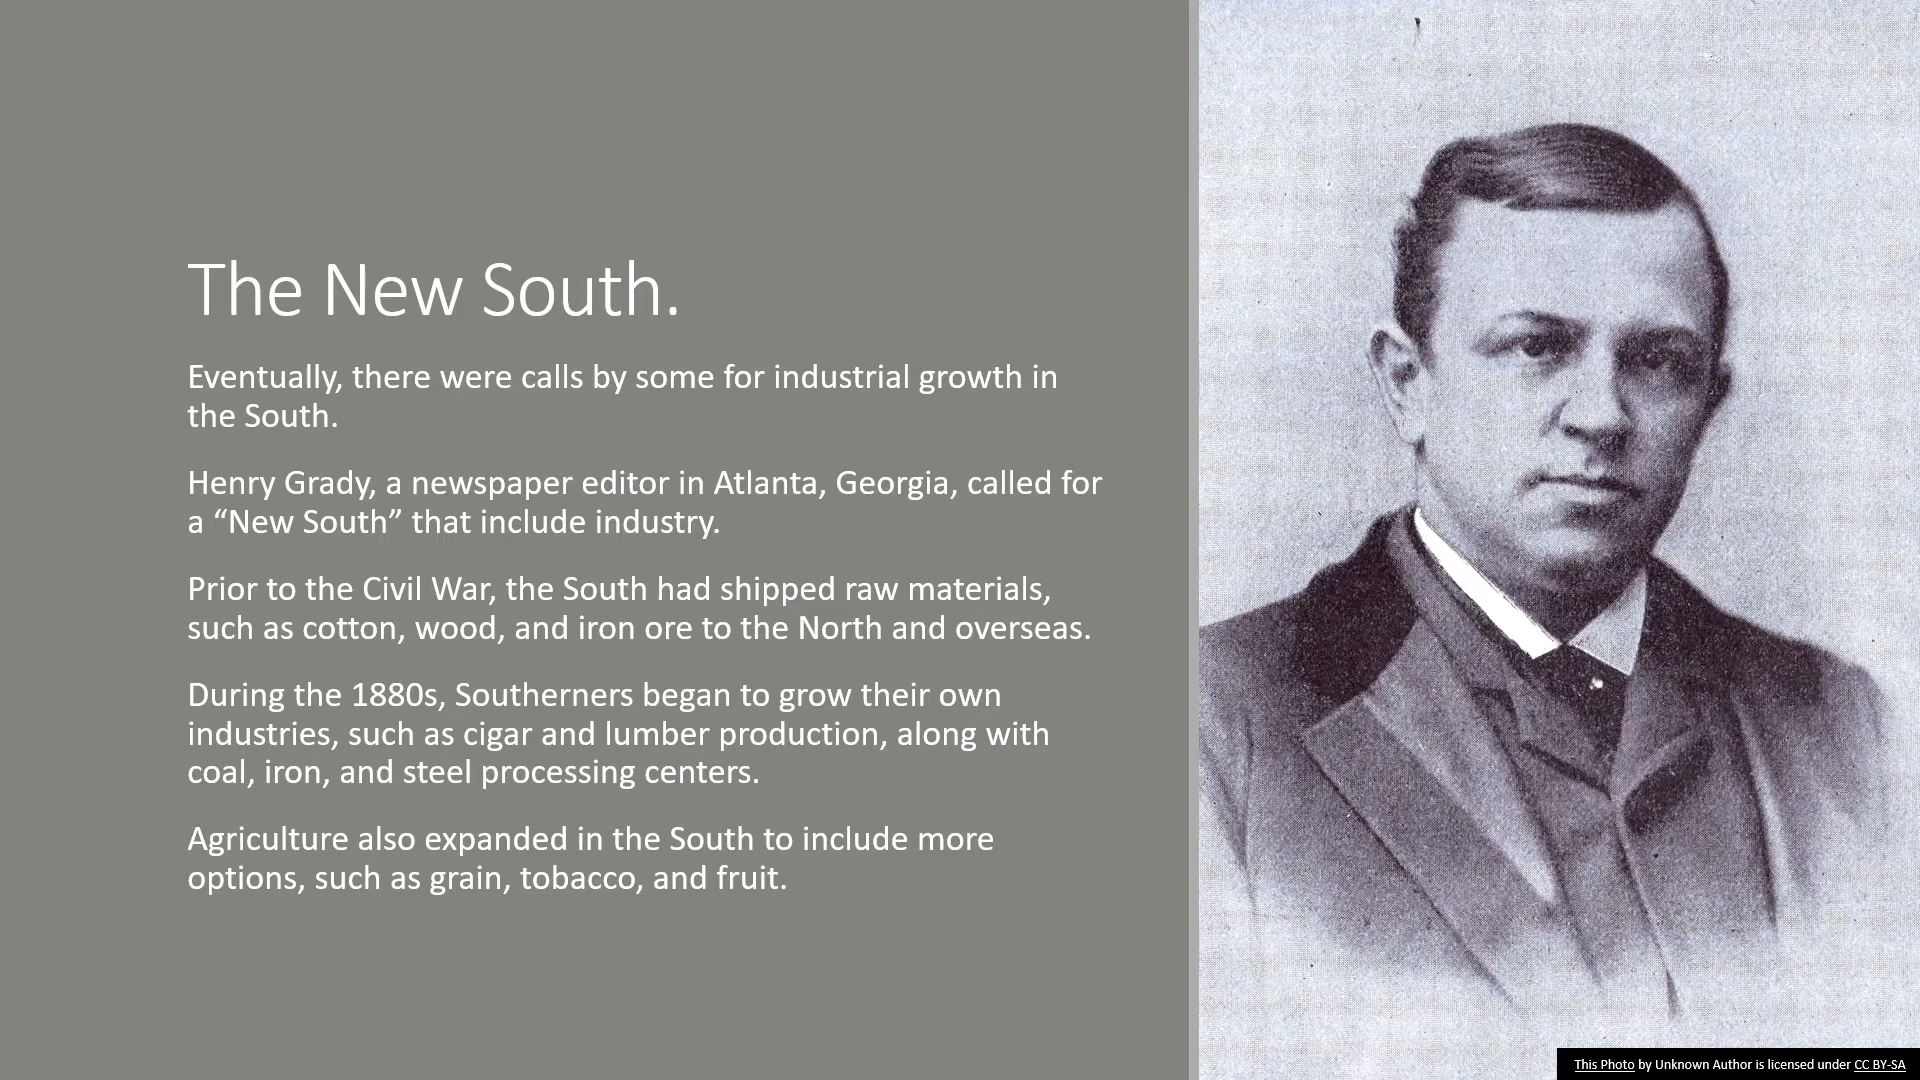 The New South.
Eventually, there were calls by some for industrial growth in
the South.
Henry Grady, a newspaper editor in Atlanta, Georgia, called for
a “New South” that include industry.
Prior to the Civil War, the South had shipped raw materials,
such as cotton, wood, and iron ore to the North and overseas.
During the 1880s, Southerners began to grow their own
industries, such as cigar and lumber production, along with
coal, iron, and steel processing centers.
Agriculture also expanded in the South to include more
options, such as grain, tobacco, and fruit.
This Photo by Unknown Author is licensed under CC BY-SA